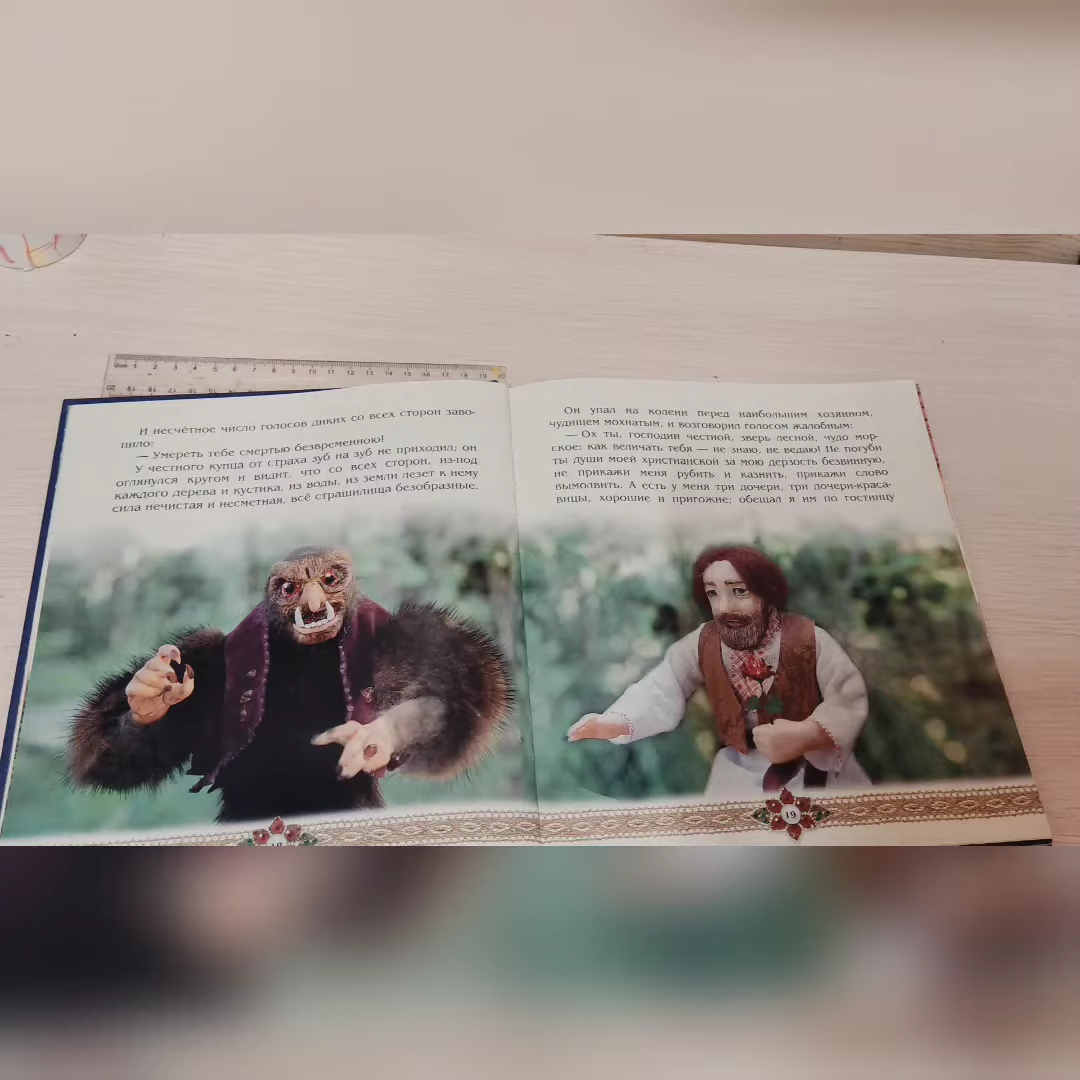 И несчётное число голосов диких со всех сторон заво-
пило:
— Умереть тебе смертью безвременною!
У честного купца от страха зуб на зуб не приходил; он
оглянулся кругом и видит, что со всех сторон, из-под
каждого дерева и кустика, из воды, из земли лезет к нему
сила нечистая и несметная, всё страшилища безобразные.
Он упал на колени перед наибольшим хозяином,
чудищем мохнатым, и возговорил голосом жалобным:
— Ох ты, господин честной, зверь лесной, чудо мор-
ское: как величать тебя — не знаю, не ведаю! Не погуби
ты души моей христианской за мою дерзость безвинную,
не прикажи меня рубить и казнить, прикажи слово
вымолвить. А есть у меня три дочери, три дочери-краса-
вицы, хорошие и пригожие; обещал я им по гостинцу
19